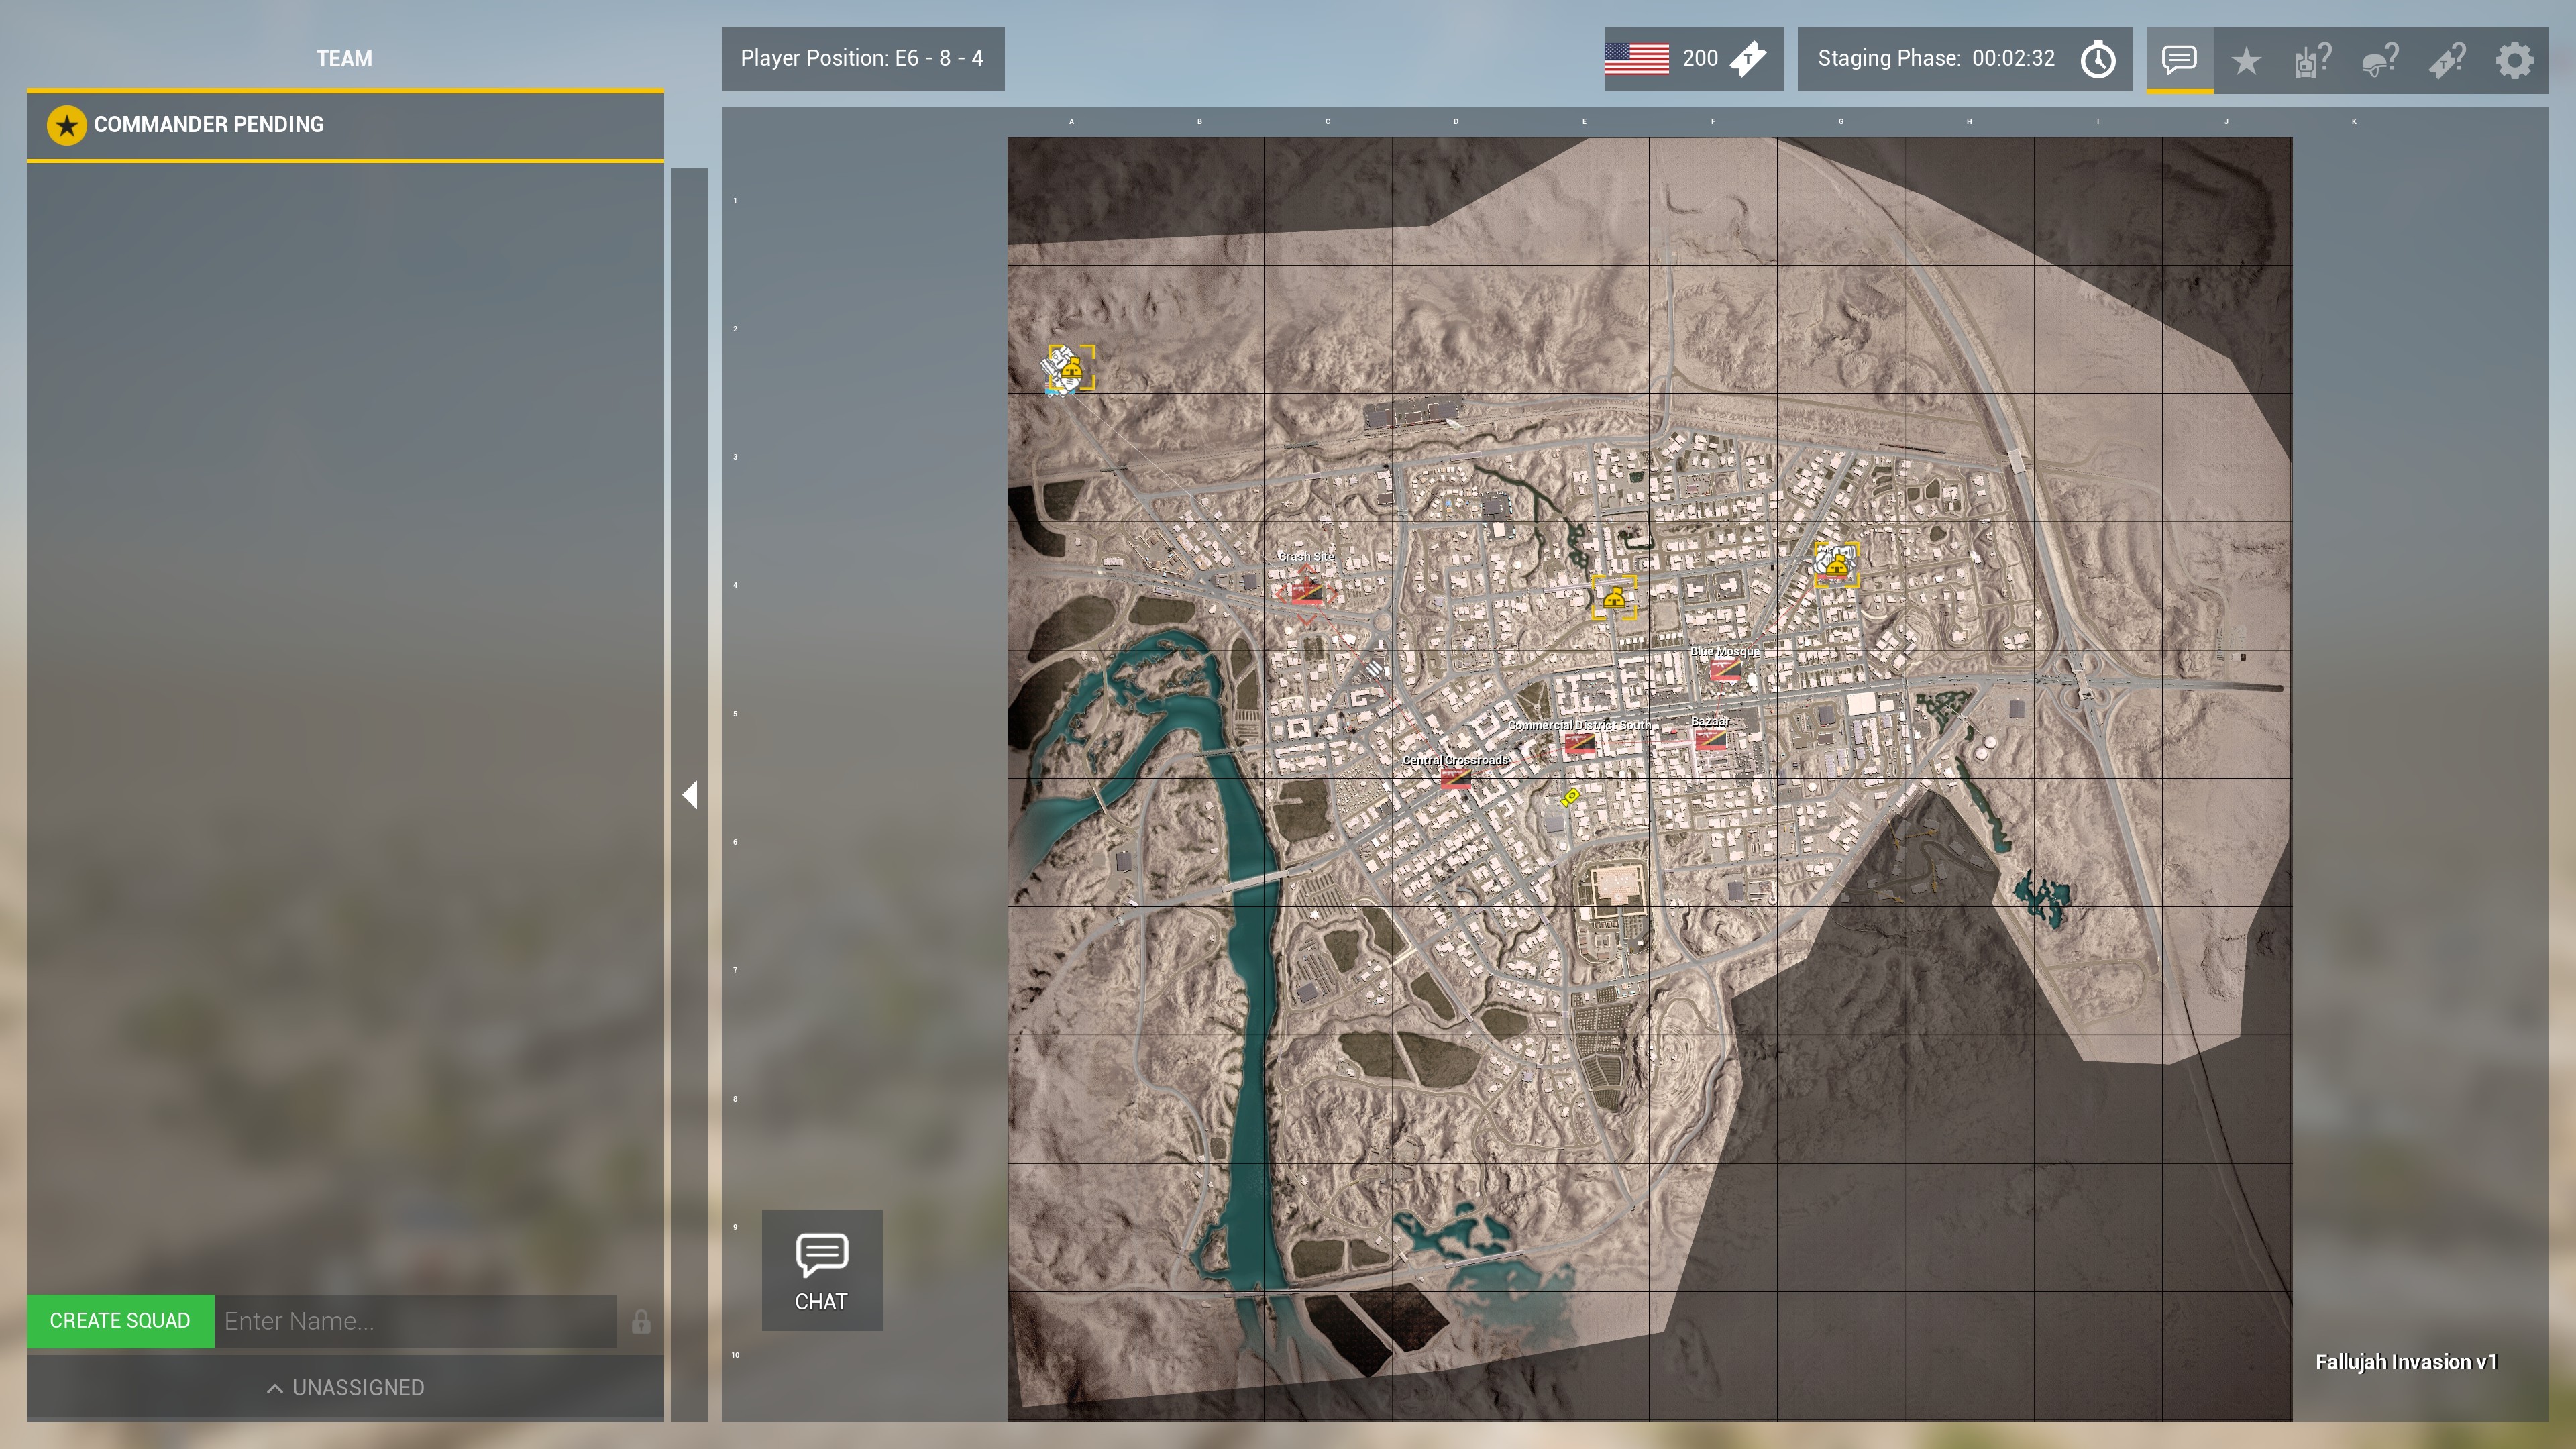 TEAM
Player Position: E6 - 8 - 4
200
Staging Phase: 00:02:32
COMMANDER PENDING
A B C D E F G H I J K
1
2
3
4
5
6
7
8
9
10
Crash Site
Blue Mosque
Bazaar
Commercial District South
Central Crossroads
CHAT
CREATE SQUAD
Enter Name...
UNASSIGNED
Fallujah Invasion v1